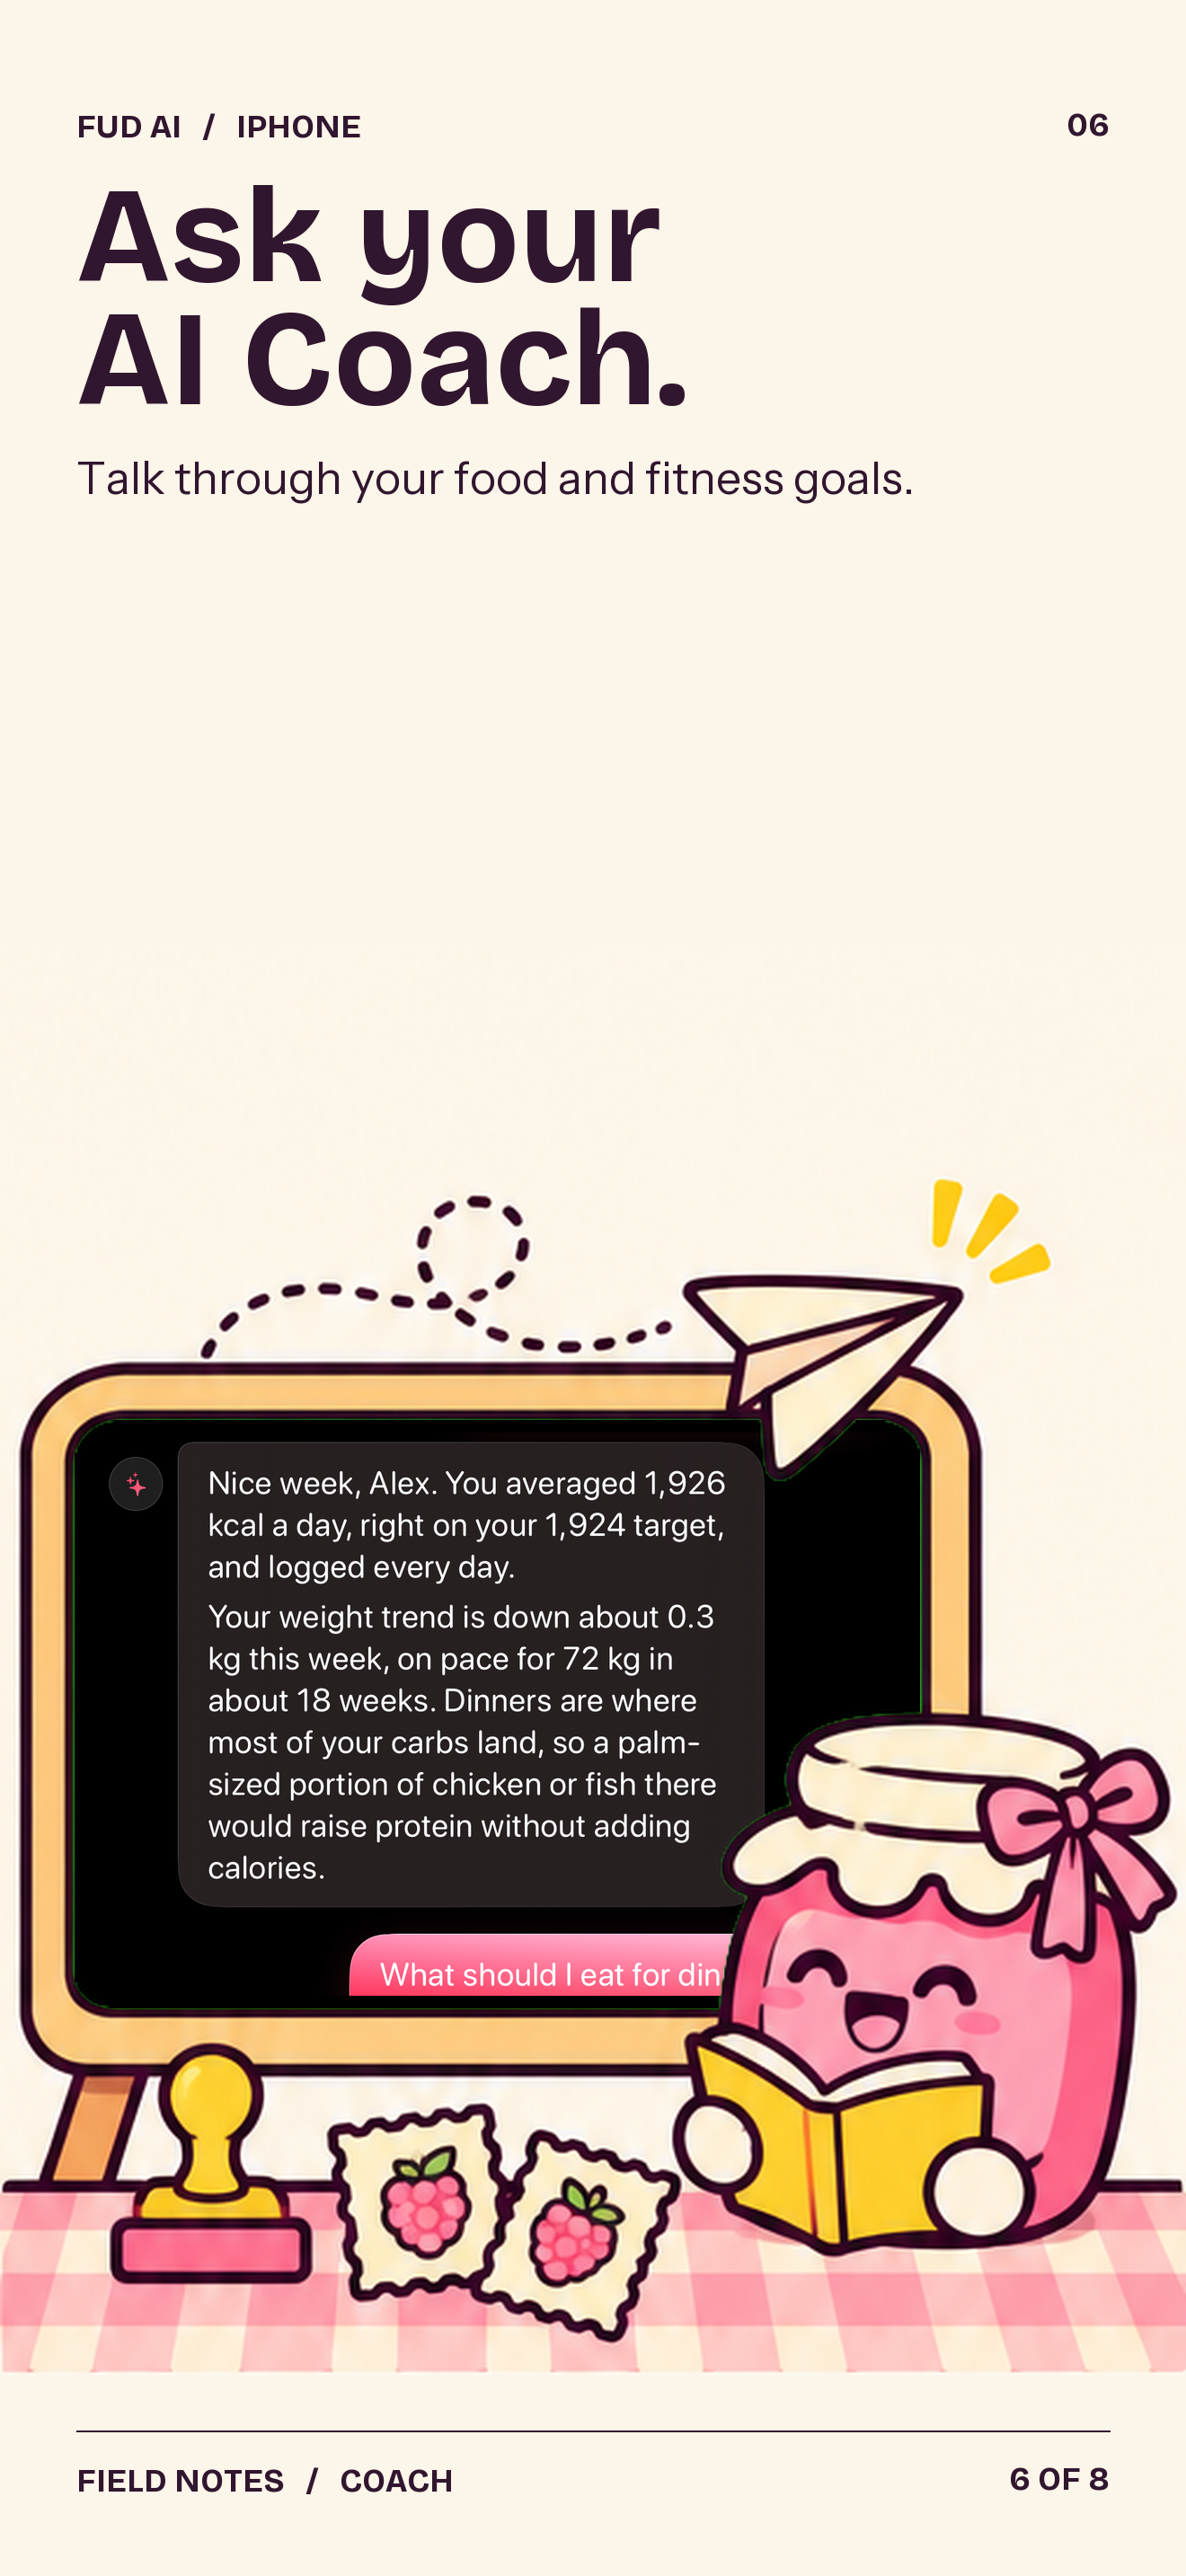 FUD AI / IPHONE
06
Ask your
AI Coach.
Talk through your food and fitness goals.
Nice week, Alex. You averaged 1,926
kcal a day, right on your 1,924 target,
and logged every day.
Your weight trend is down about 0.3
kg this week, on pace for 72 kg in
about 18 weeks. Dinners are where
most of your carbs land, so a palm-
sized portion of chicken or fish there
would raise protein without adding
calories.
What should I eat for din
FIELD NOTES / COACH
6 OF 8